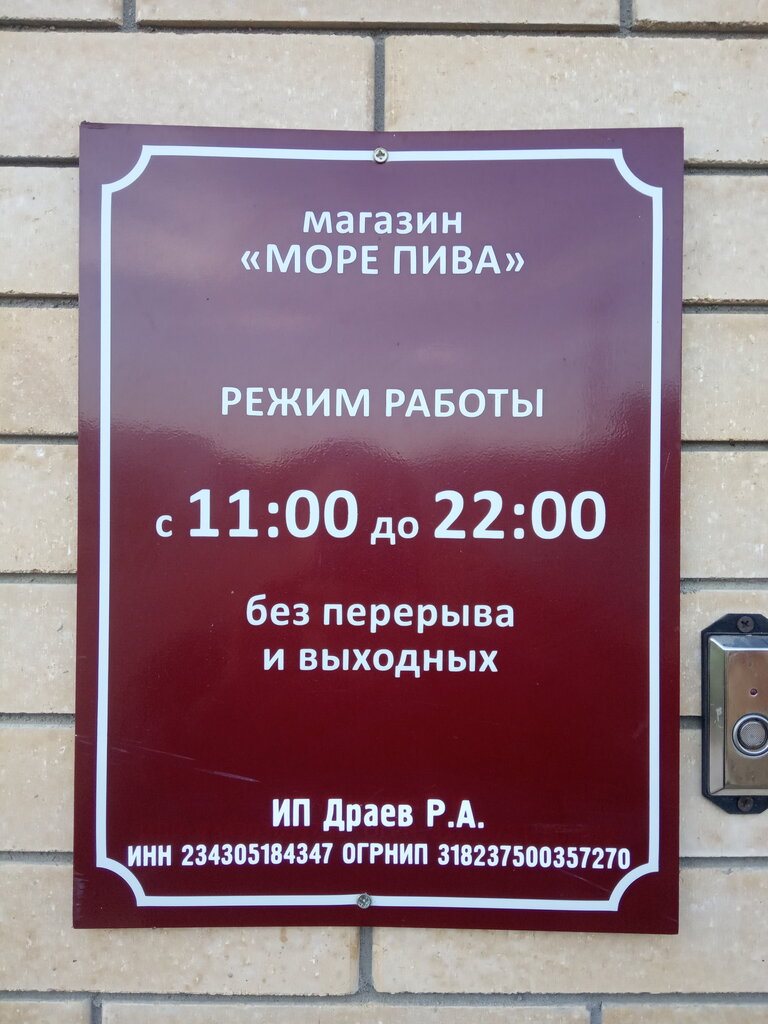 магазин
«МОРЕ ПИВА»
РЕЖИМ РАБОТЫ
с 11:00 до 22:00
без перерыва
и выходных
ИП Драев Р.А.
ИНН 234305184347 ОГРНИП 318237500357270